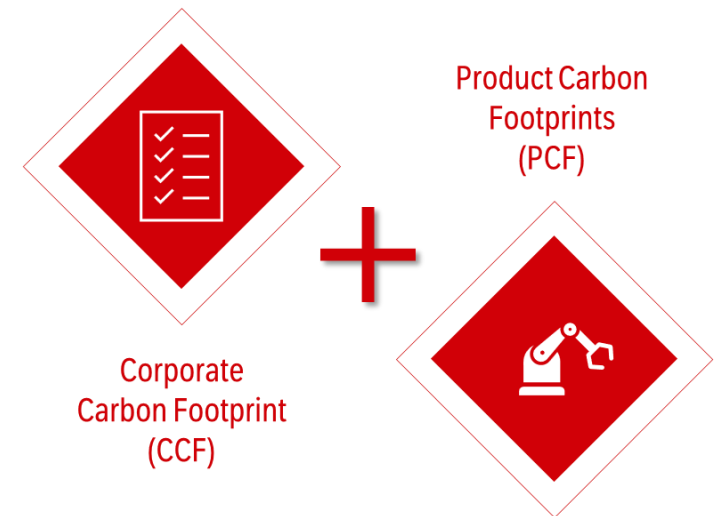 Product Carbon
Footprints
(PCF)
Corporate
Carbon Footprint
(CCF)